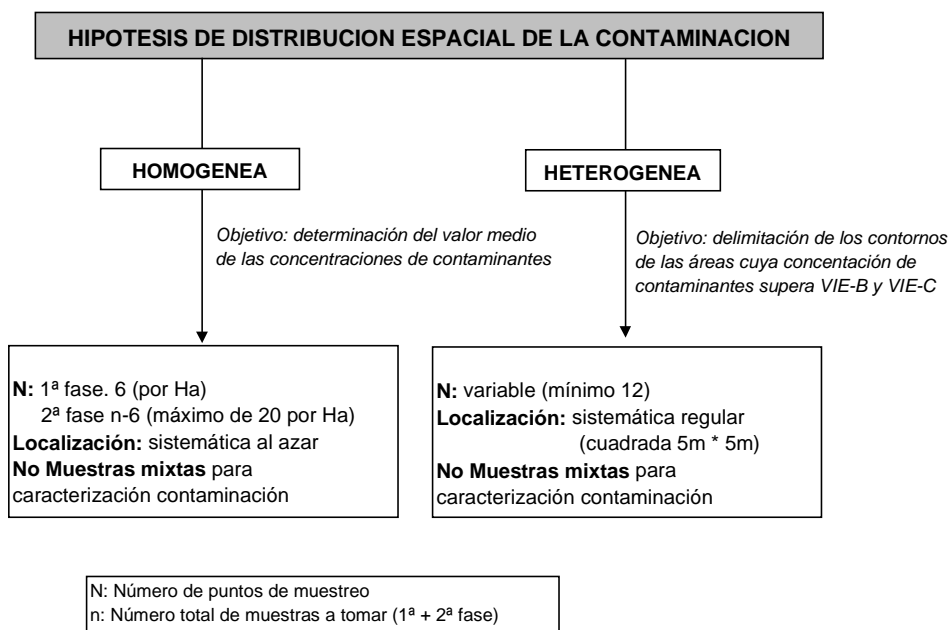 HIPOTESIS DE DISTRIBUCION ESPACIAL DE LA CONTAMINACION
HOMOGENEA
Objetivo: determinación del valor medio
de las concentraciones de contaminantes
N: 1ª fase. 6 (por Ha)
2ª fase n-6 (máximo de 20 por Ha)
Localización: sistemática al azar
No Muestras mixtas para
caracterización contaminación
HETEROGENEA
Objetivo: delimitación de los contornos
de las áreas cuya concentación de
contaminantes supera VIE-B y VIE-C
N: variable (mínimo 12)
Localización: sistemática regular
(cuadrada 5m * 5m)
No Muestras mixtas para
caracterización contaminación
N: Número de puntos de muestreo
n: Número total de muestras a tomar (1ª + 2ª fase)